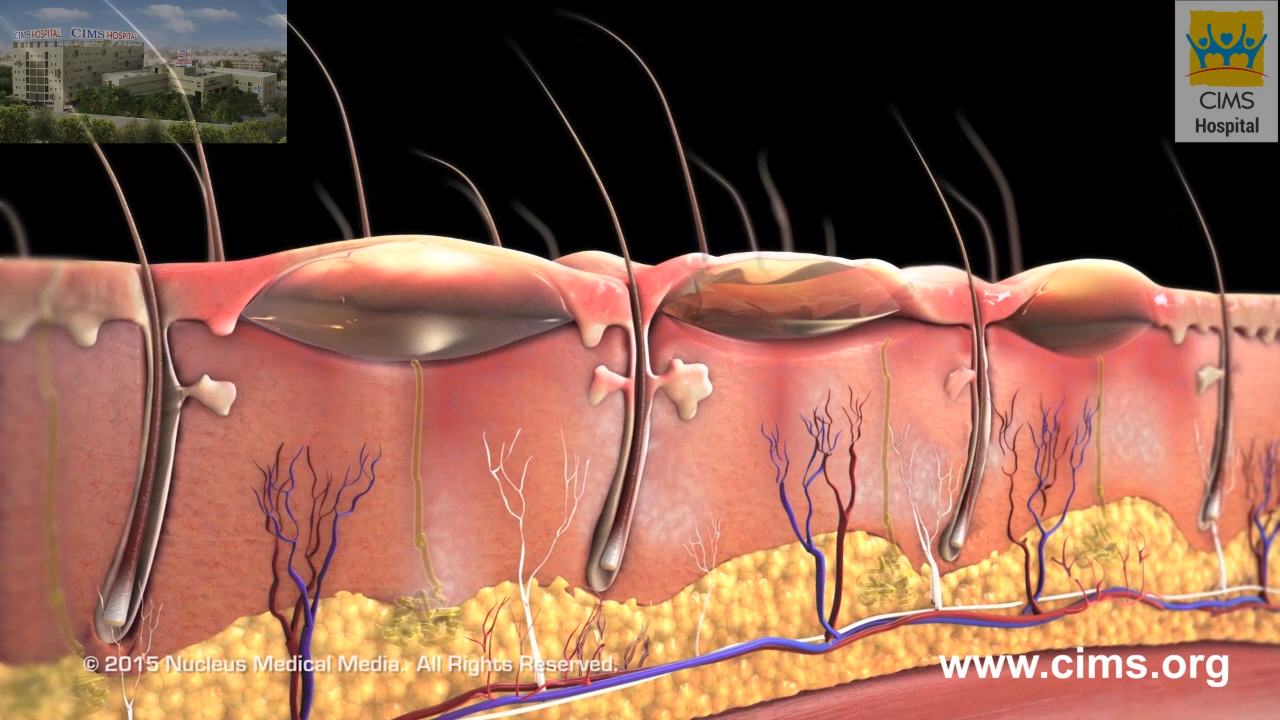 CIMS HOSPITAL
CIMS HOSPITAL
CIMS
Hospital
© 2015 Nucleus Medical Media. All Rights Reserved.
www.cims.org